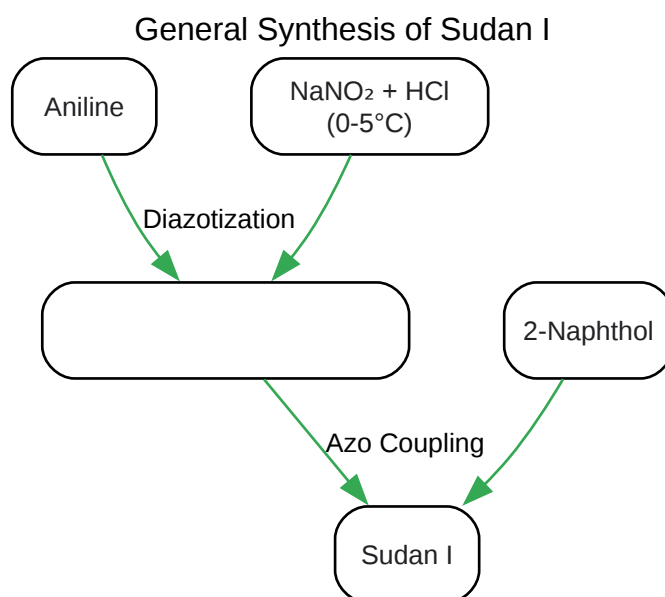 General Synthesis of Sudan I
Aniline
NaNO₂ + HCl
(0-5°C)
Diazotization
2-Naphthol
Azo Coupling
Sudan I